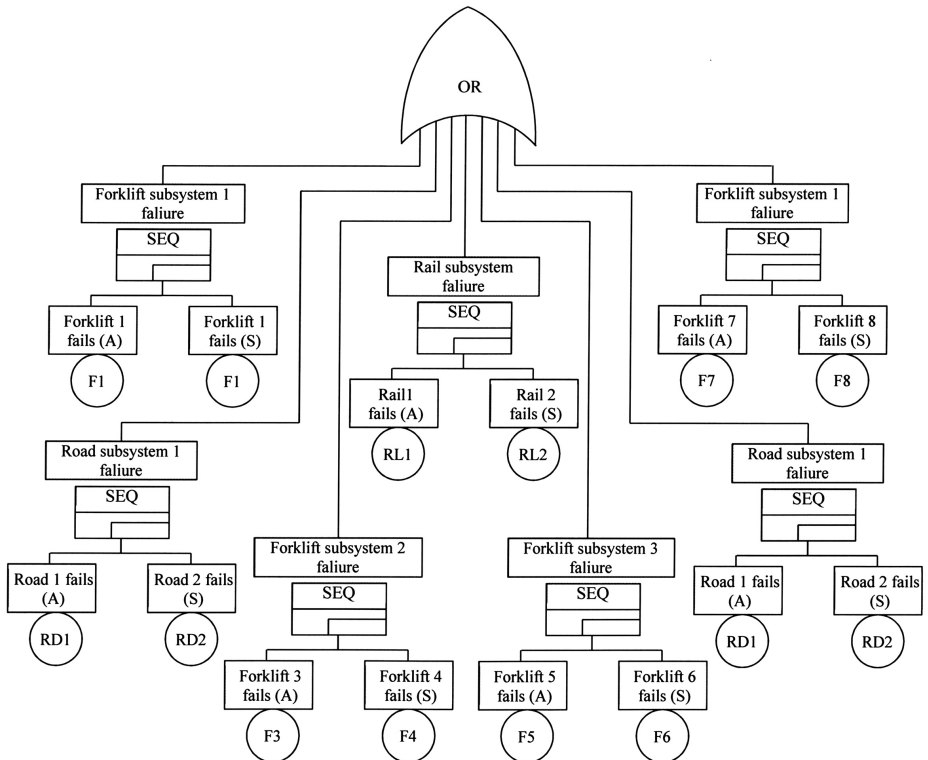 OR
Forklift subsystem 1
faliure
SEQ
Forklift 1
fails (A)
Forklift 1
fails (S)
F1
F1
Road subsystem 1
faliure
SEQ
Road 1 fails
(A)
Road 2 fails
(S)
RD1
RD2
Forklift subsystem 2
faliure
SEQ
Forklift 3
fails (A)
Forklift 4
fails (S)
F3
F4
Rail subsystem
faliure
SEQ
Rail1
fails (A)
Rail 2
fails (S)
RL1
RL2
Forklift subsystem 3
faliure
SEQ
Forklift 5
fails (A)
Forklift 6
fails (S)
F5
F6
Road subsystem 1
faliure
SEQ
Road 1 fails
(A)
Road 2 fails
(S)
RD1
RD2
Forklift subsystem 1
faliure
SEQ
Forklift 7
fails (A)
Forklift 8
fails (S)
F7
F8